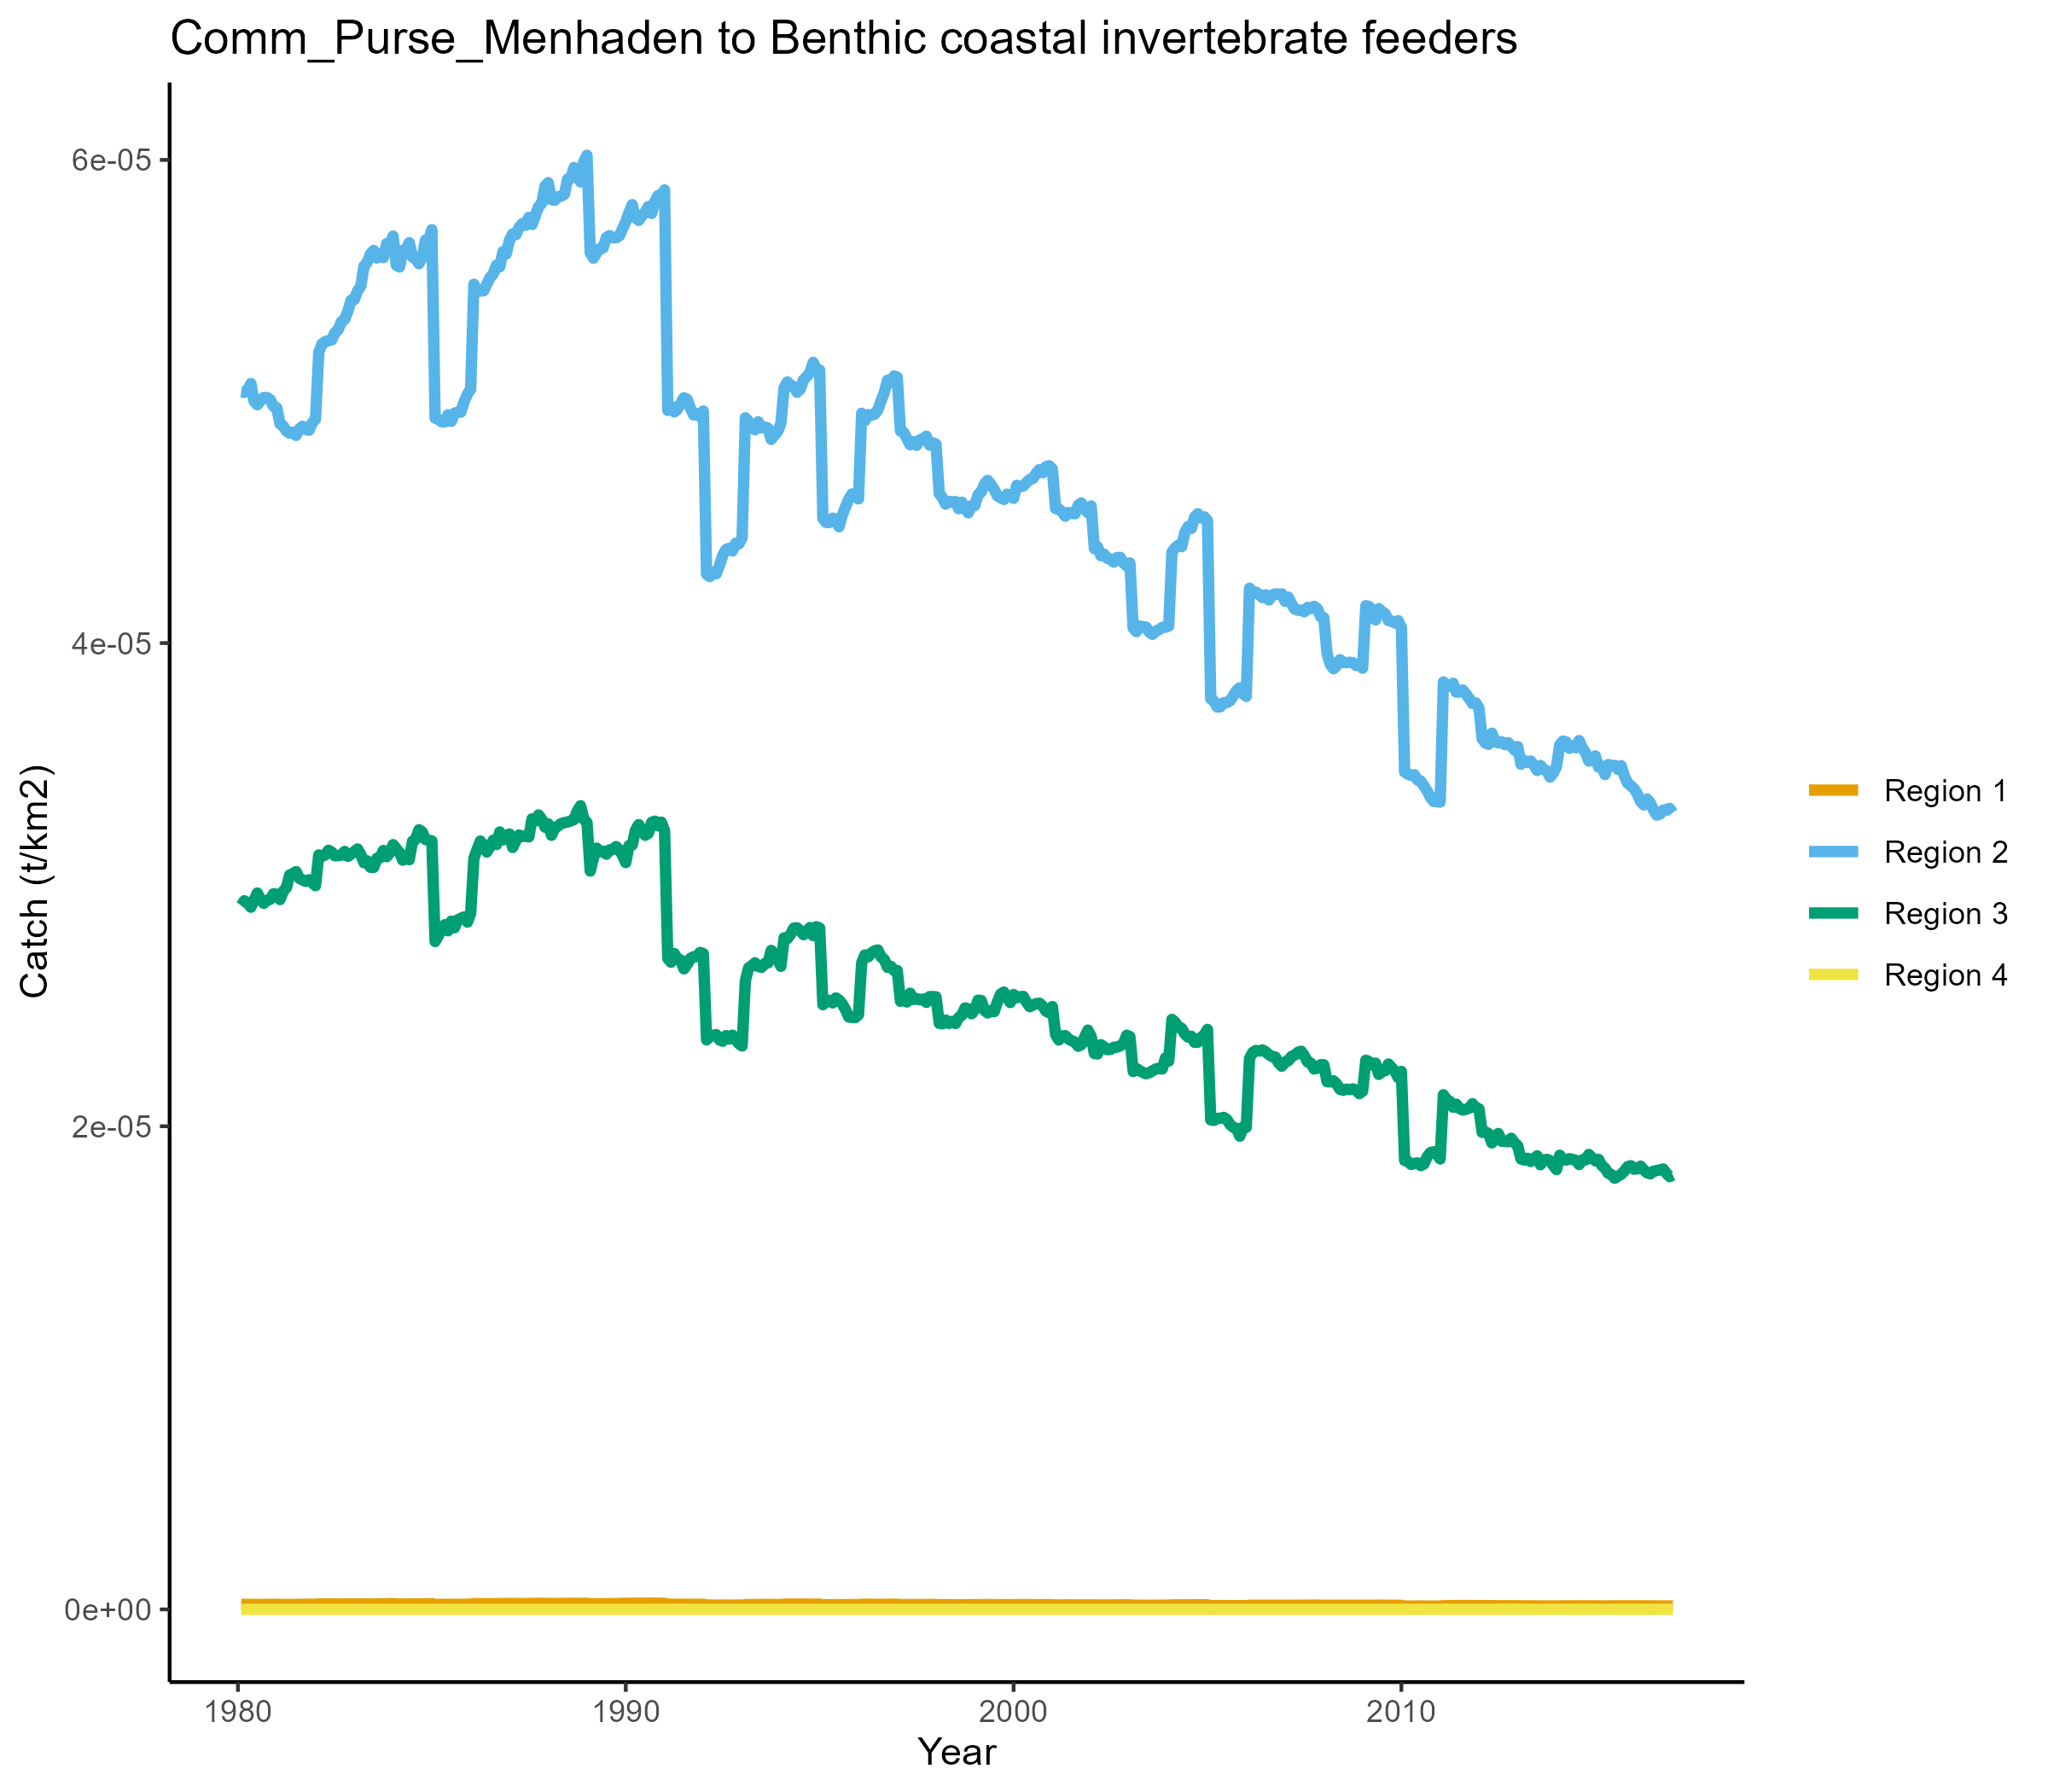 Comm_Purse_Menhaden to Benthic coastal invertebrate feeders
6e-05
4e-05
2e-05
0e+00
Catch (t/km2)
1980
1990
2000
2010
Year
Region 1
Region 2
Region 3
Region 4